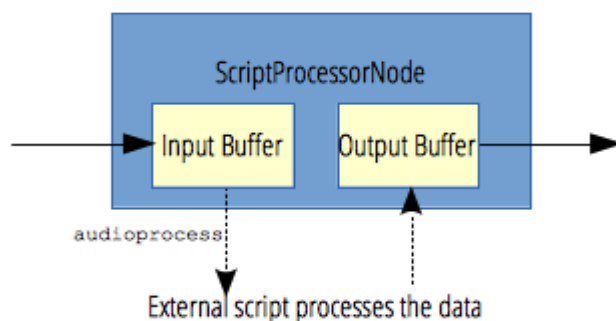 ScriptProcessorNode
Input Buffer
Output Buffer
audioprocess
External script processes the data